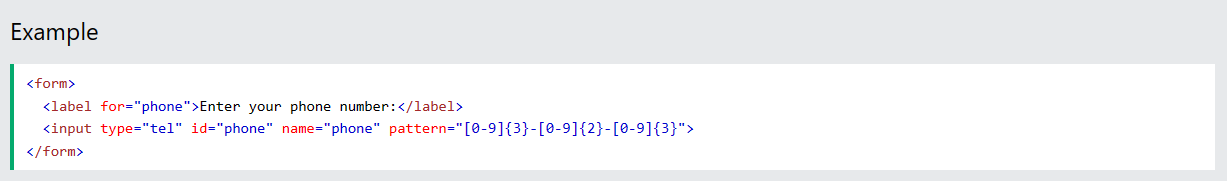 Example
<form>
<label for="phone">Enter your phone number:</label>
<input type="tel" id="phone" name="phone" pattern="[0-9]{3}-[0-9]{2}-[0-9]{3}">
</form>